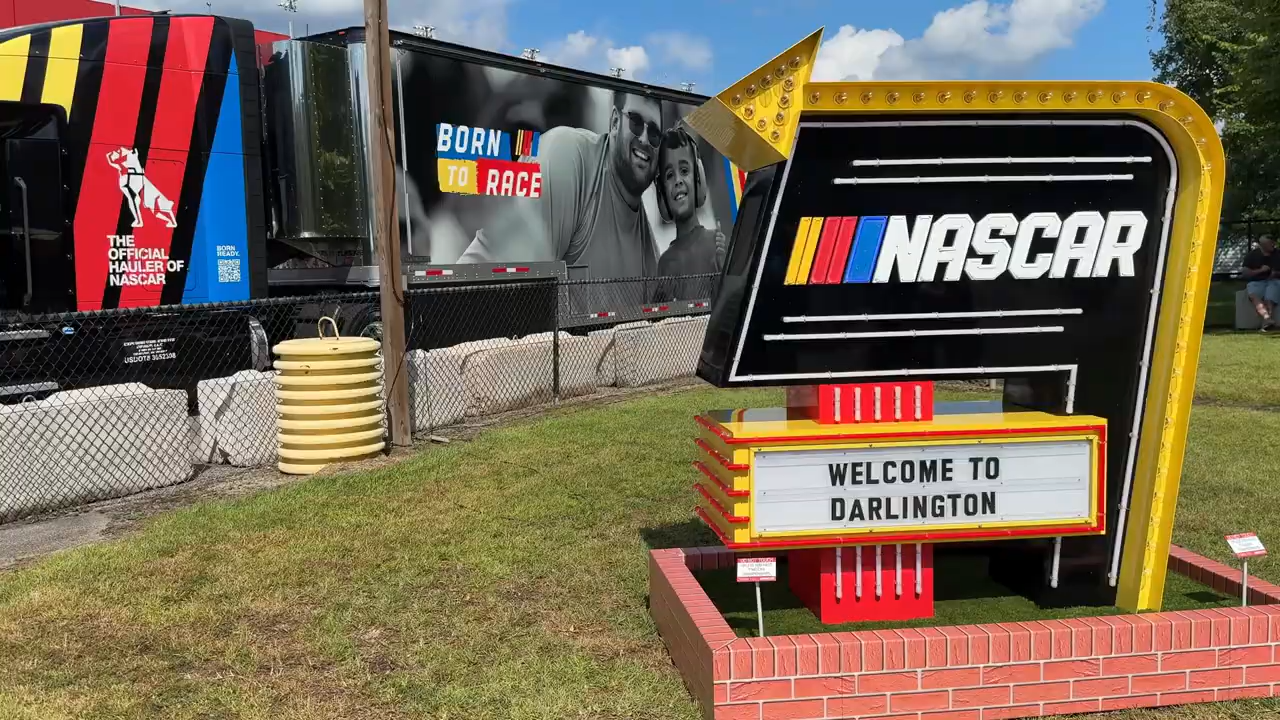 BORN
TO RACE
THE
OFFICIAL
HAULER OF
NASCAR
BORN
READY.
NASCAR
WELCOME TO
DARLINGTON